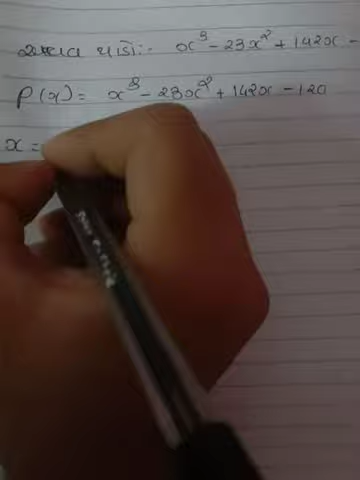 અવયવ પાડો:- x³ - 23x² + 142x -
P(x) = x³ - 23x² + 142x - 120
x =